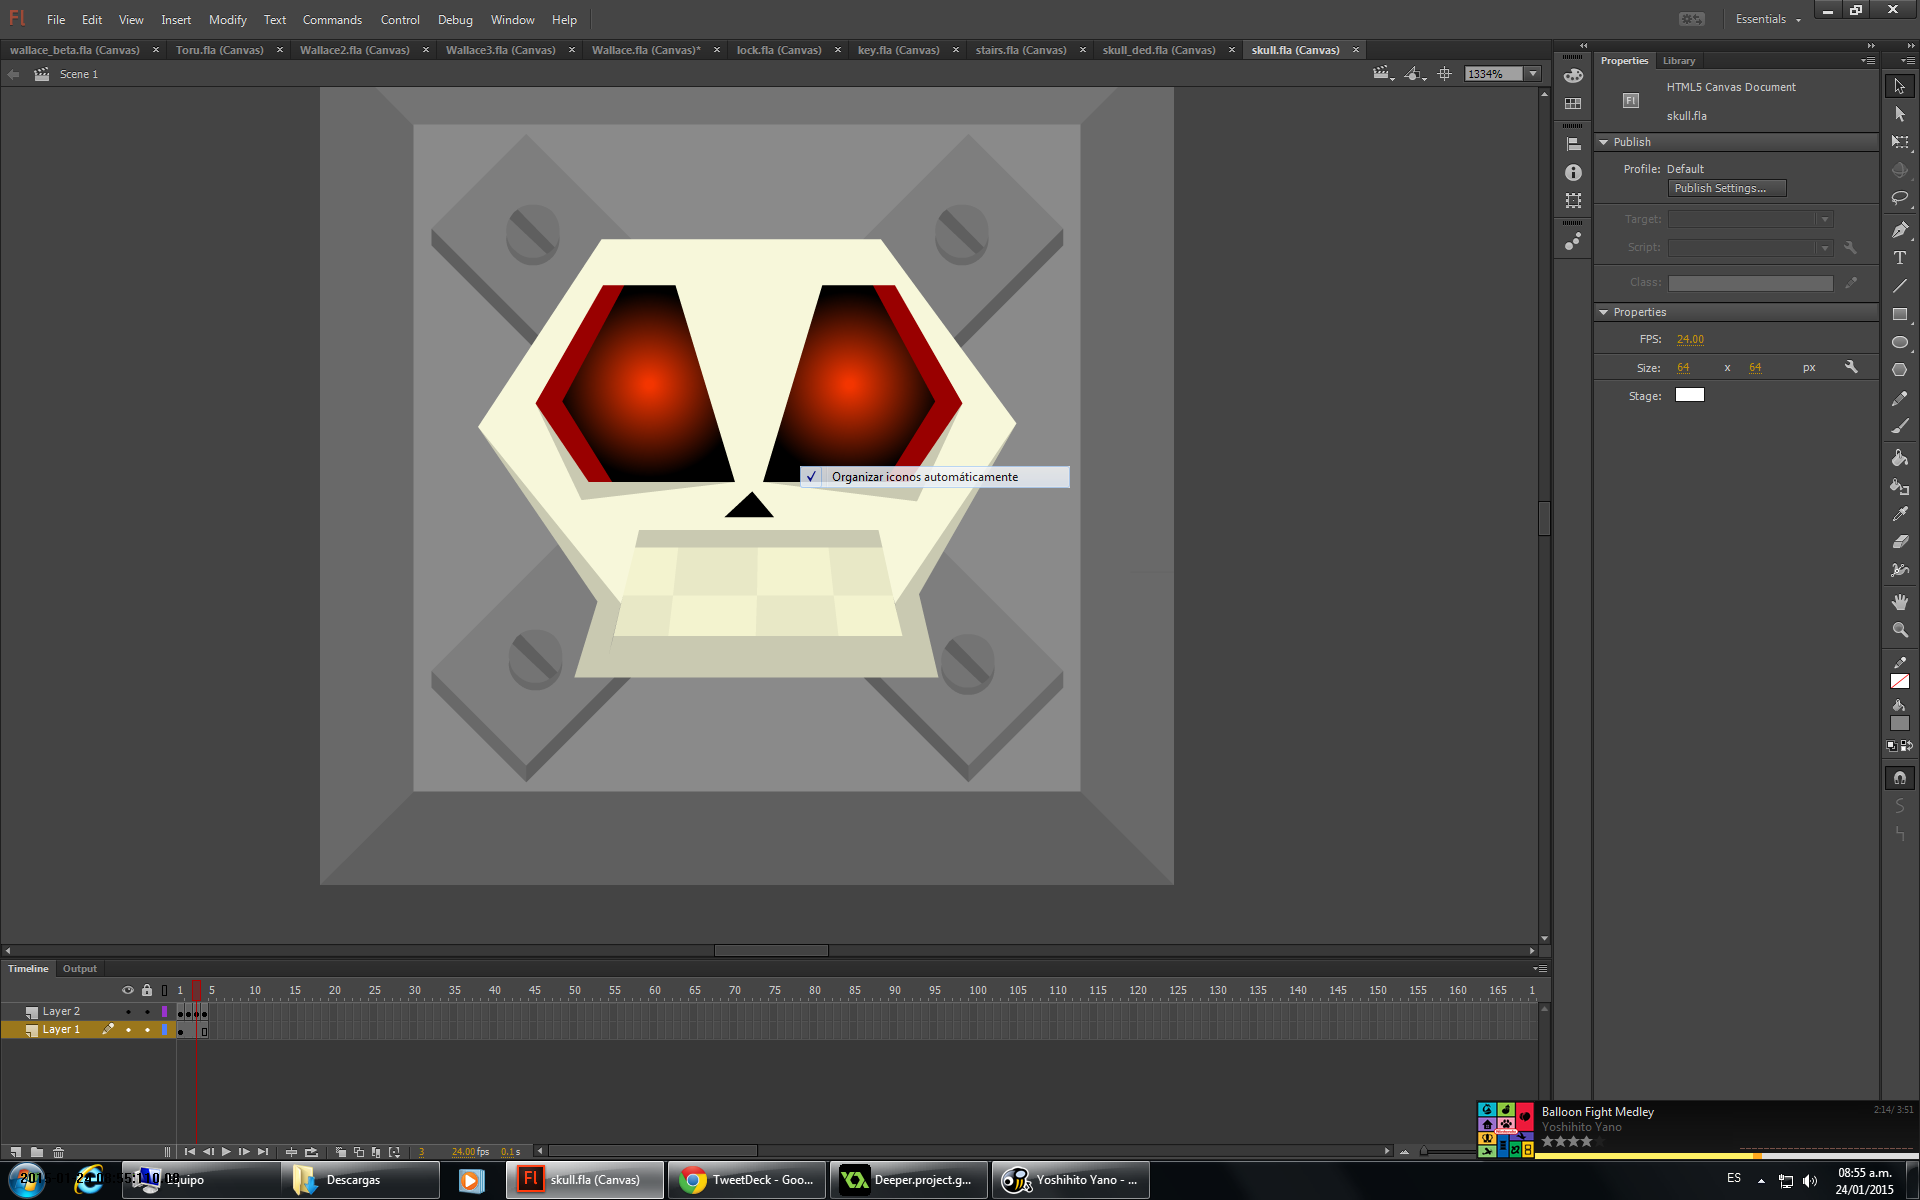 Fl File Edit View Insert Modify Text Commands Control Debug Window Help Essentials
wallace_beta.fla (Canvas) Toru.fla (Canvas) Wallace2.fla (Canvas) Wallace3.fla (Canvas) Wallace.fla (Canvas)* lock.fla (Canvas) key.fla (Canvas) stairs.fla (Canvas) skull_ded.fla (Canvas) skull.fla (Canvas)
Scene 1
1334%
Properties Library
HTML5 Canvas Document
Fl
skull.fla
Publish
Profile: Default
Publish Settings...
Target:
Script:
Class:
Properties
FPS: 24.00
Size: 64 x 64 px
Stage:
Organizar iconos automáticamente
Timeline Output
1 5 10 15 20 25 30 35 40 45 50 55 60 65 70 75 80 85 90 95 100 105 110 115 120 125 130 135 140 145 150 155 160 165 1
Layer 2
Layer 1
3 24.00 fps 0.1 s
Balloon Fight Medley 2:14/ 3:51
Yoshihito Yano
Equipo
Descargas
Fl skull.fla (Canvas)
TweetDeck - Goo...
Deeper.project.g...
Yoshihito Yano - ...
ES
08:55 a.m.
24/01/2015